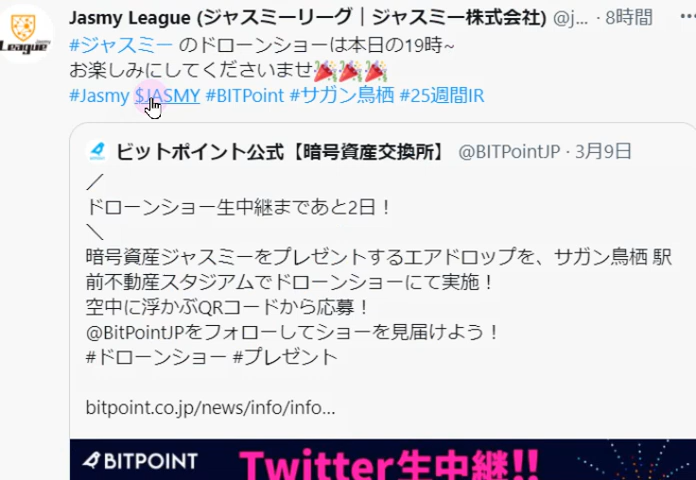 Jasmy League (ジャスミーリーグ｜ジャスミー株式会社) @j... · 8時間 ...
League
#ジャスミー のドローンショーは本日の19時~
お楽しみにしてくださいませ🎉🎉🎉
#Jasmy $JASMY #BITPoint #サガン鳥栖 #25週間IR
ビットポイント公式【暗号資産交換所】 @BITPointJP · 3月9日
／
ドローンショー生中継まであと2日！
＼
暗号資産ジャスミーをプレゼントするエアドロップを、サガン鳥栖 駅
前不動産スタジアムでドローンショーにて実施！
空中に浮かぶQRコードから応募！
@BitPointJPをフォローしてショーを見届けよう！
#ドローンショー #プレゼント
bitpoint.co.jp/news/info/info...
BITPOINT Twitter生中継!!